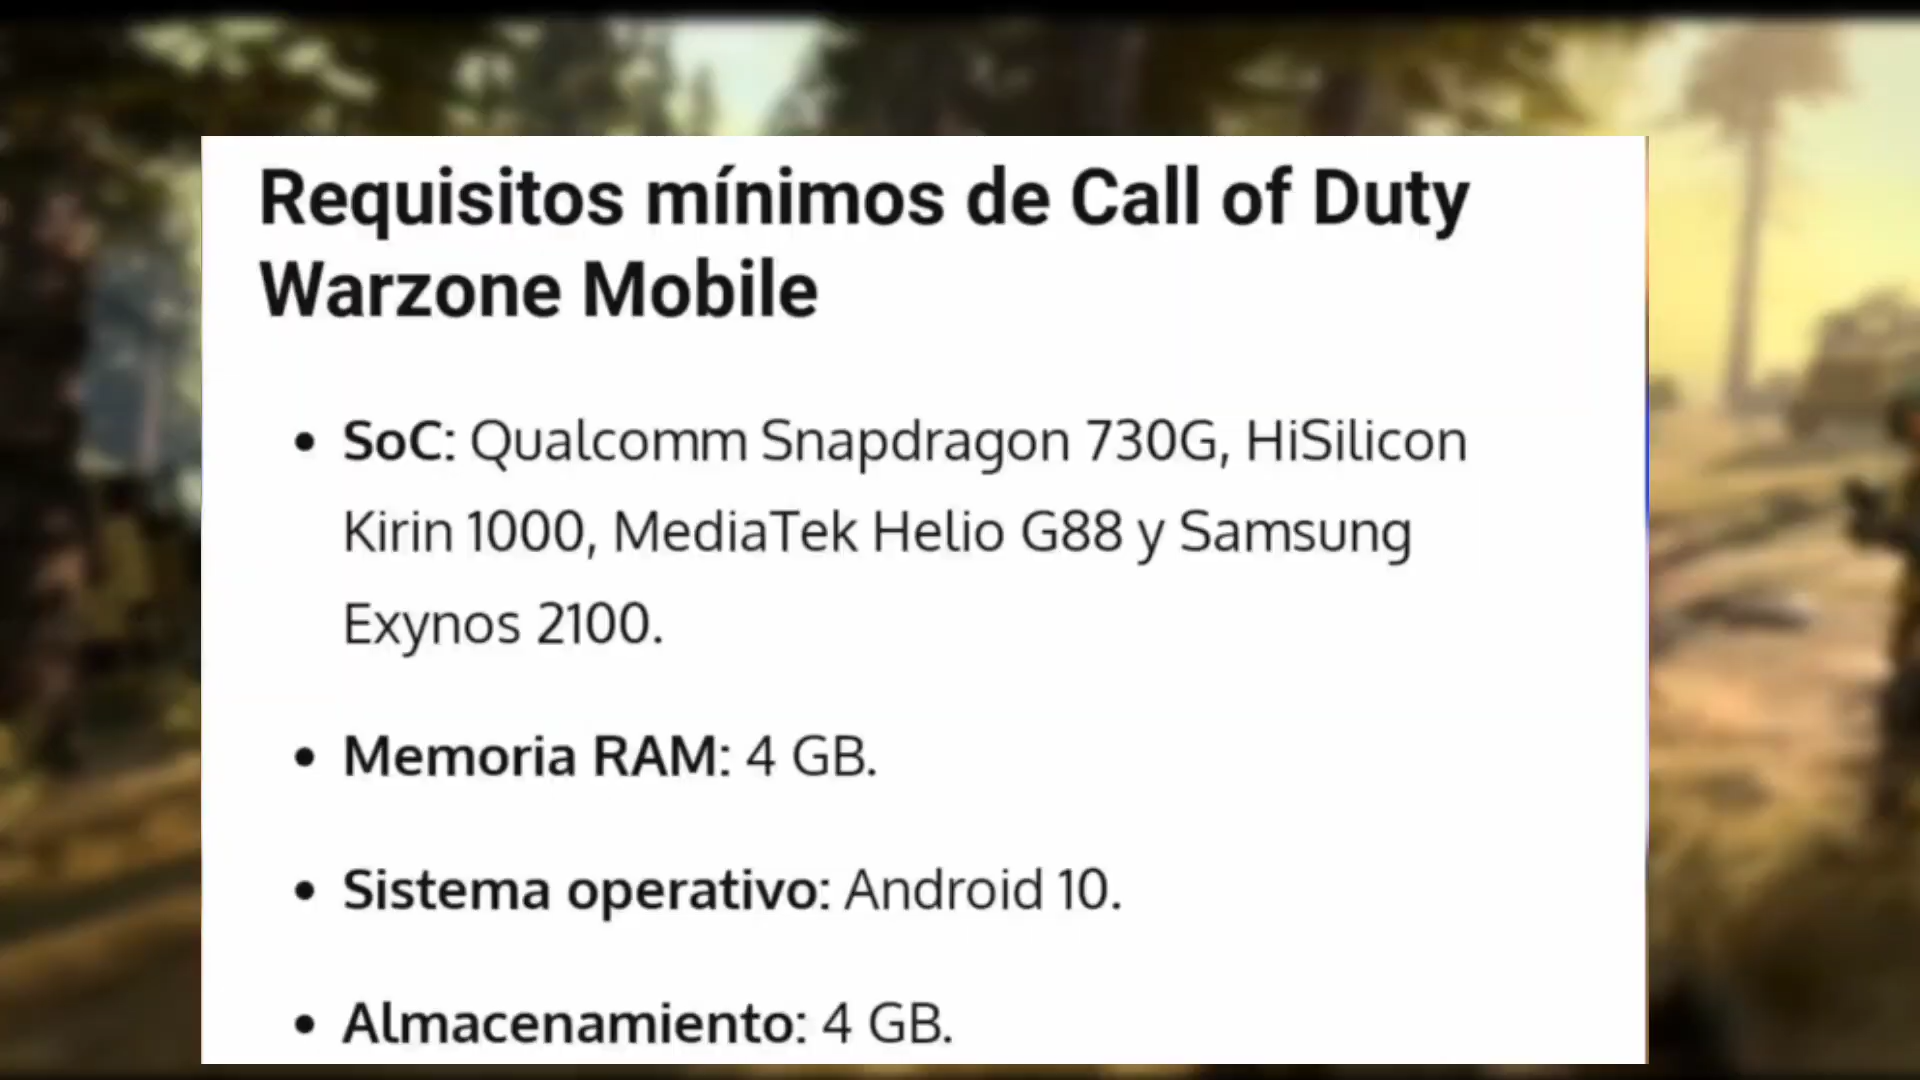 Requisitos mínimos de Call of Duty
Warzone Mobile
• SoC: Qualcomm Snapdragon 730G, HiSilicon
Kirin 1000, MediaTek Helio G88 y Samsung
Exynos 2100.
• Memoria RAM: 4 GB.
• Sistema operativo: Android 10.
• Almacenamiento: 4 GB.